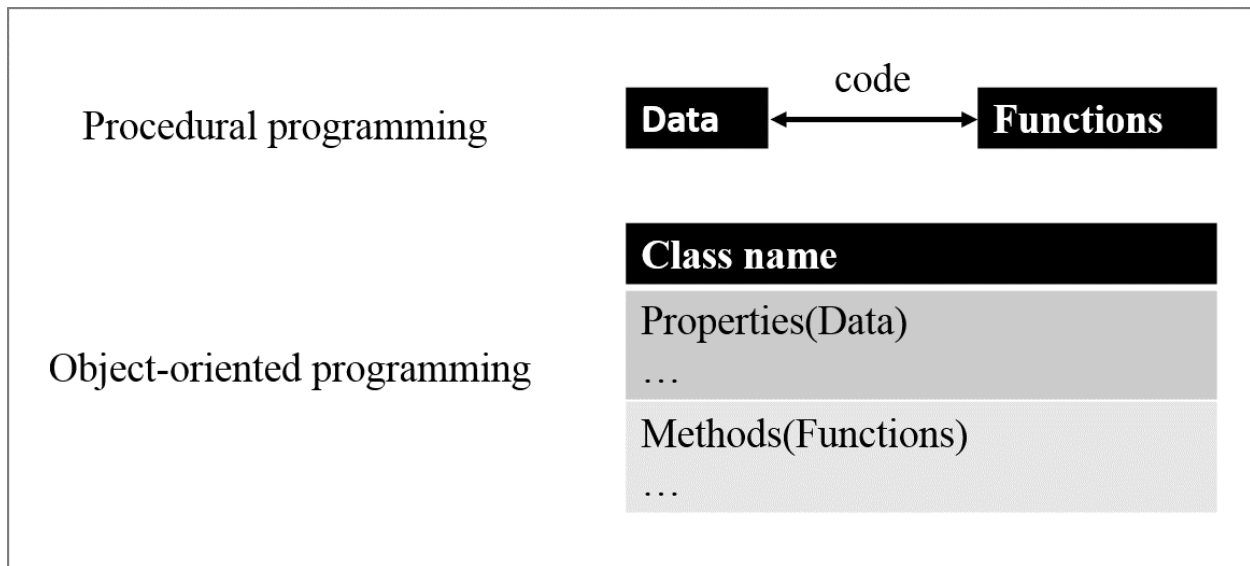 code
Procedural programming
Data
Functions
Class name
Properties(Data)
…
Object-oriented programming
Methods(Functions)
…